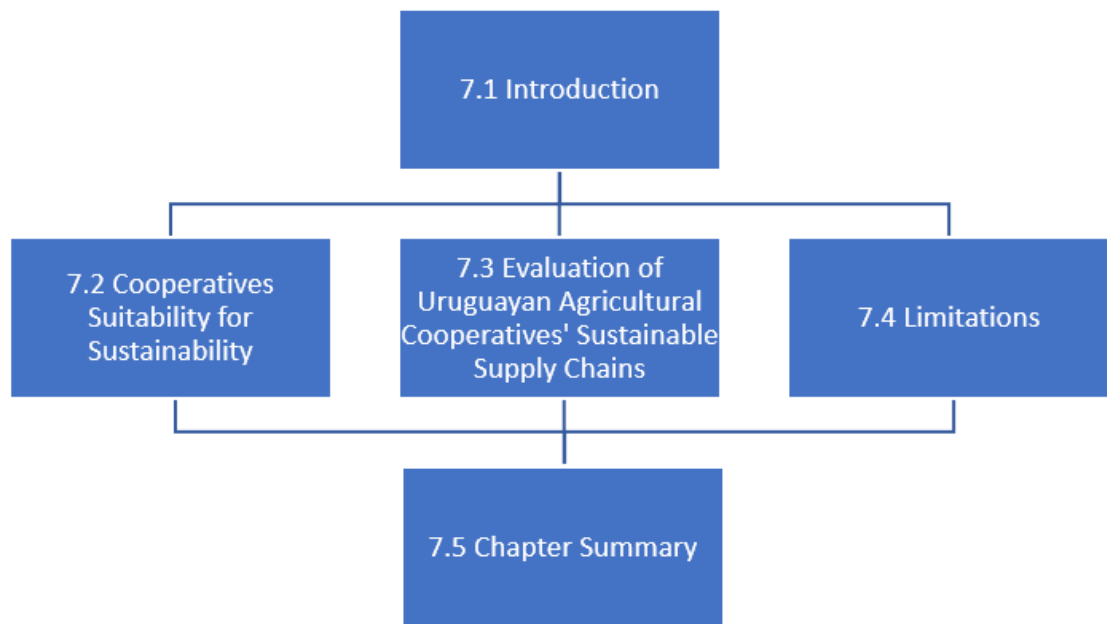 7.1 Introduction
7.2 Cooperatives
Suitability for
Sustainability
7.3 Evaluation of
Uruguayan Agricultural
Cooperatives' Sustainable
Supply Chains
7.4 Limitations
7.5 Chapter Summary